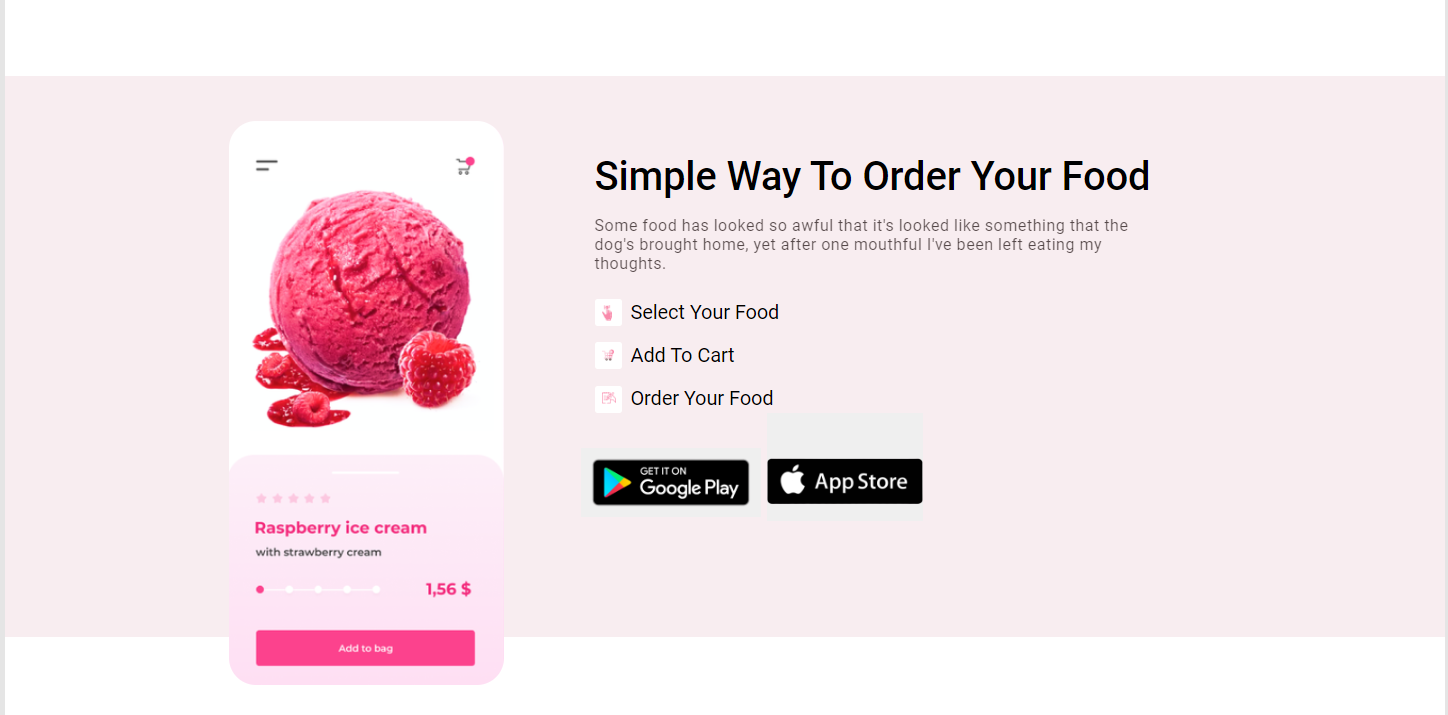 Simple Way To Order Your Food
Some food has looked so awful that it's looked like something that the
dog's brought home, yet after one mouthful I've been left eating my
thoughts.
Select Your Food
Add To Cart
Order Your Food
GET IT ON
Google Play
App Store
Raspberry ice cream
with strawberry cream
1,56 $
Add to bag